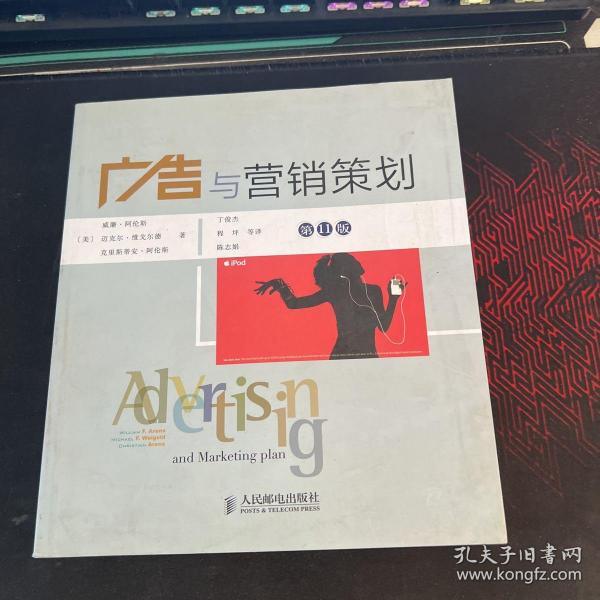 广告与营销策划
威廉·阿伦斯
〔美〕迈克尔·维戈尔德 著
克里斯蒂安·阿伦斯
丁俊杰
程坪 等译
陈志娟
第11版
iPod
Advertising
WILLIAM F. Arens
MICHAEL F. Weigold
CHRISTIAN Arens
and Marketing plan
人民邮电出版社
POSTS & TELECOM PRESS
孔夫子旧书网
www.kongfz.com